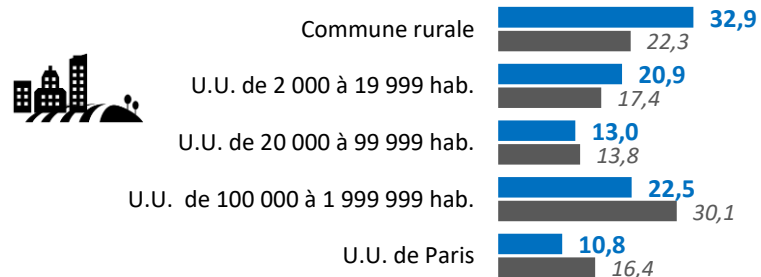 Commune rurale 32,9
22,3
U.U. de 2 000 à 19 999 hab. 20,9
17,4
U.U. de 20 000 à 99 999 hab. 13,0
13,8
U.U. de 100 000 à 1 999 999 hab. 22,5
30,1
U.U. de Paris 10,8
16,4